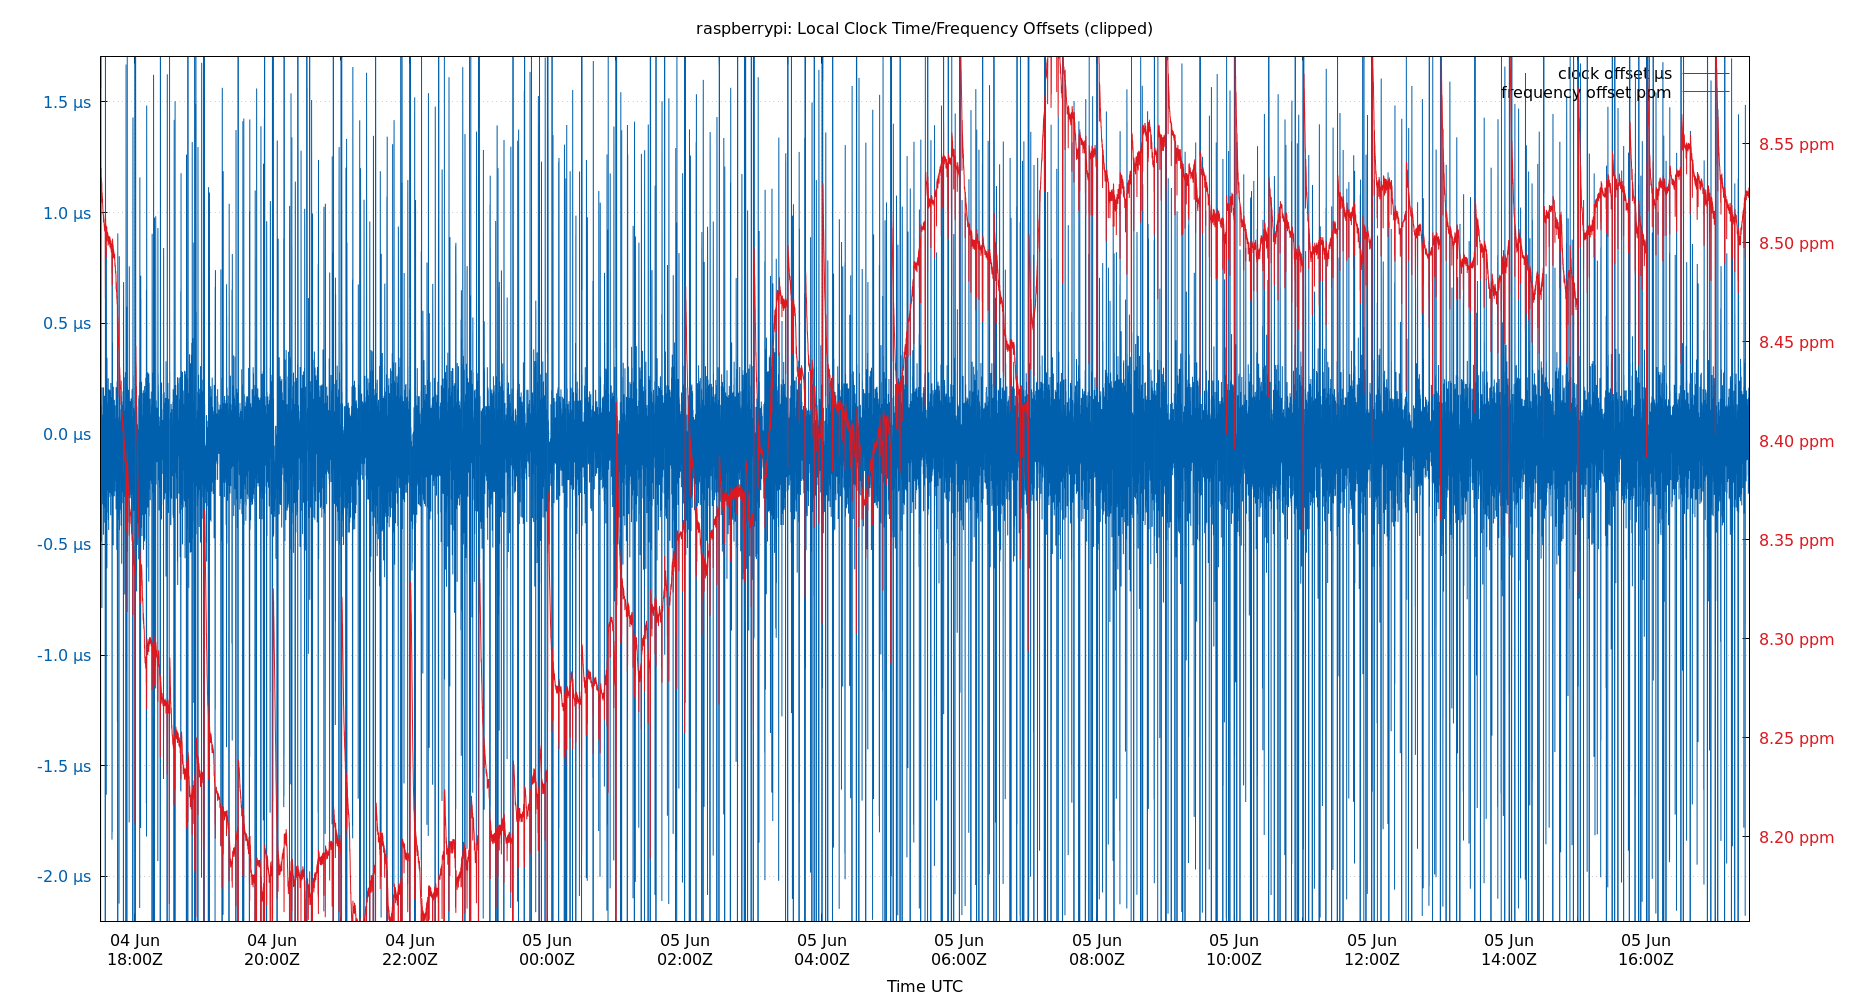 raspberrypi: Local Clock Time/Frequency Offsets (clipped)
clock offset µs
frequency offset ppm
1.5 µs
1.0 µs
0.5 µs
0.0 µs
-0.5 µs
-1.0 µs
-1.5 µs
-2.0 µs
8.55 ppm
8.50 ppm
8.45 ppm
8.40 ppm
8.35 ppm
8.30 ppm
8.25 ppm
8.20 ppm
04 Jun 04 Jun 04 Jun 05 Jun 05 Jun 05 Jun 05 Jun 05 Jun 05 Jun 05 Jun 05 Jun 05 Jun
18:00Z 20:00Z 22:00Z 00:00Z 02:00Z 04:00Z 06:00Z 08:00Z 10:00Z 12:00Z 14:00Z 16:00Z
Time UTC